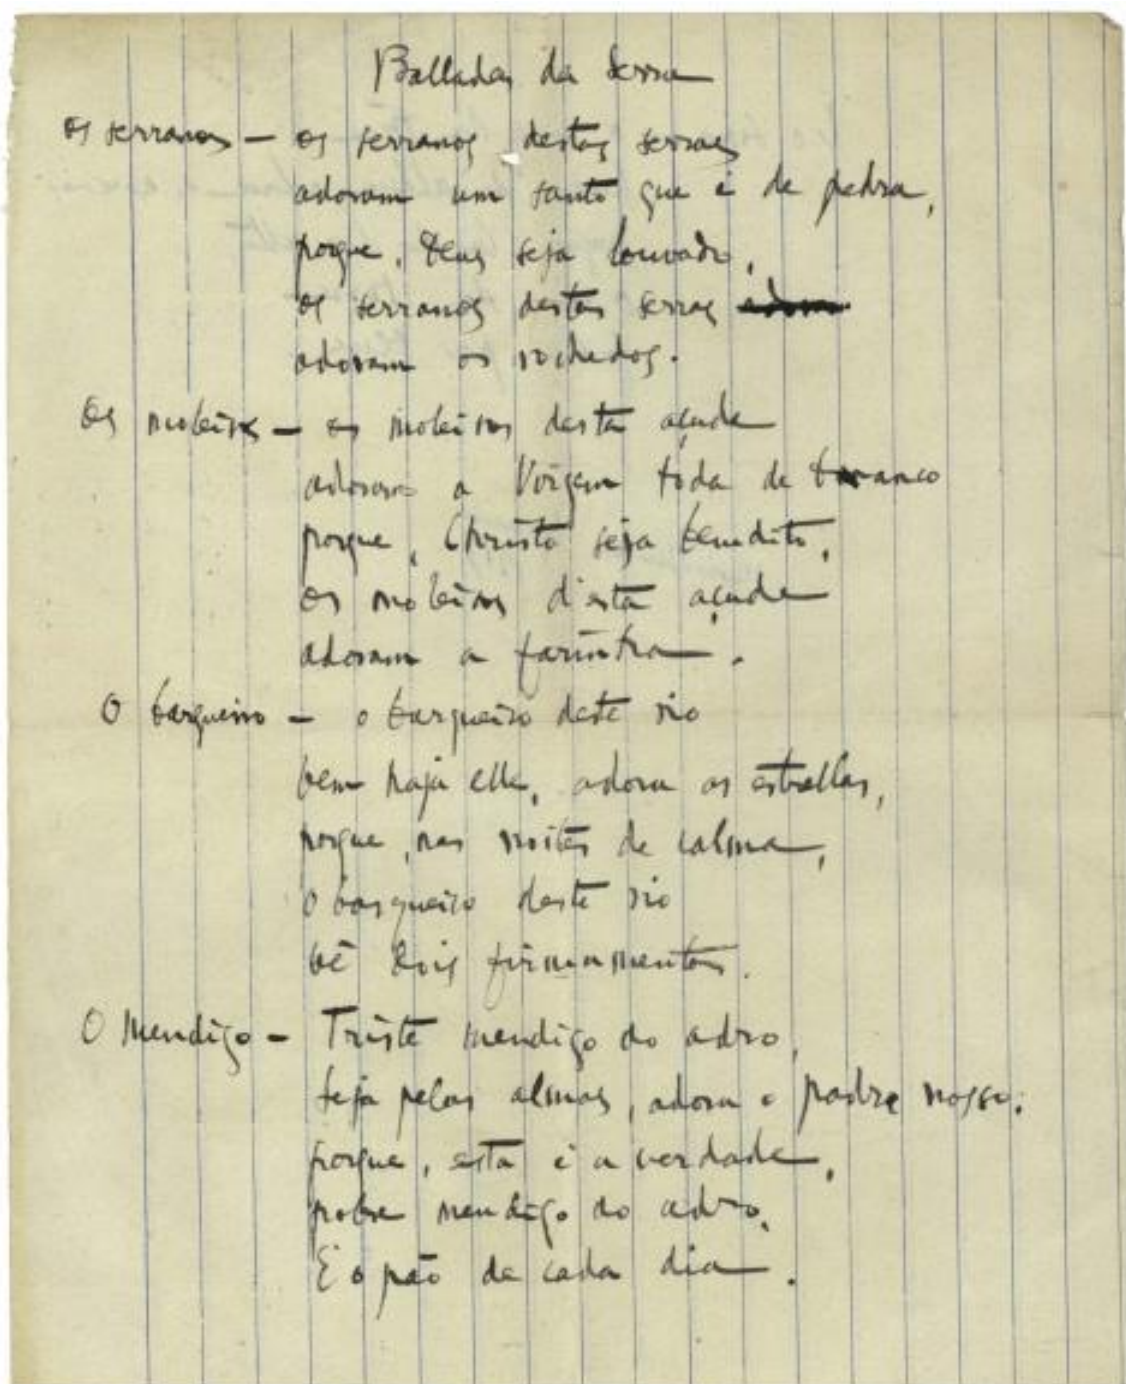 Balladas da Serra
Os serranos — Os serranos destas serras
adoram um santo que é de pedra,
porque, Deus seja louvado,
os serranos destas serras adoram
adoram os rochedos.
Os moleiros — os moleiros desta açude
adoram a Virgem toda de branco
porque, Christo seja bendito,
os moleiros d'esta açude
adoram a farinha.
O barqueiro — o barqueiro deste rio
bem haja elle, adora as estrellas,
porque, nas noites de calma,
o barqueiro deste rio
vê dois firmamentos.
O Mendigo — Triste mendigo do adro,
seja pelas almas, adora o padre nosso.
porque, esta é a verdade,
pobre mendigo do adro,
É o pão de cada dia.